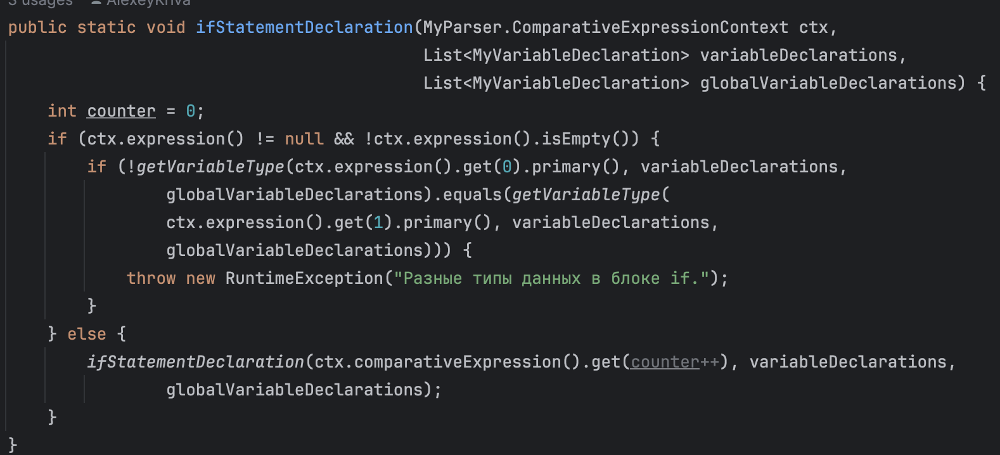 3 usages AlexeyKriva
public static void ifStatementDeclaration(MyParser.ComparativeExpressionContext ctx,
List<MyVariableDeclaration> variableDeclarations,
List<MyVariableDeclaration> globalVariableDeclarations) {
int counter = 0;
if (ctx.expression() != null && !ctx.expression().isEmpty()) {
if (!getVariableType(ctx.expression().get(0).primary(), variableDeclarations,
globalVariableDeclarations).equals(getVariableType(
ctx.expression().get(1).primary(), variableDeclarations,
globalVariableDeclarations))) {
throw new RuntimeException("Разные типы данных в блоке if.");
}
} else {
ifStatementDeclaration(ctx.comparativeExpression().get(counter++), variableDeclarations,
globalVariableDeclarations);
}
}